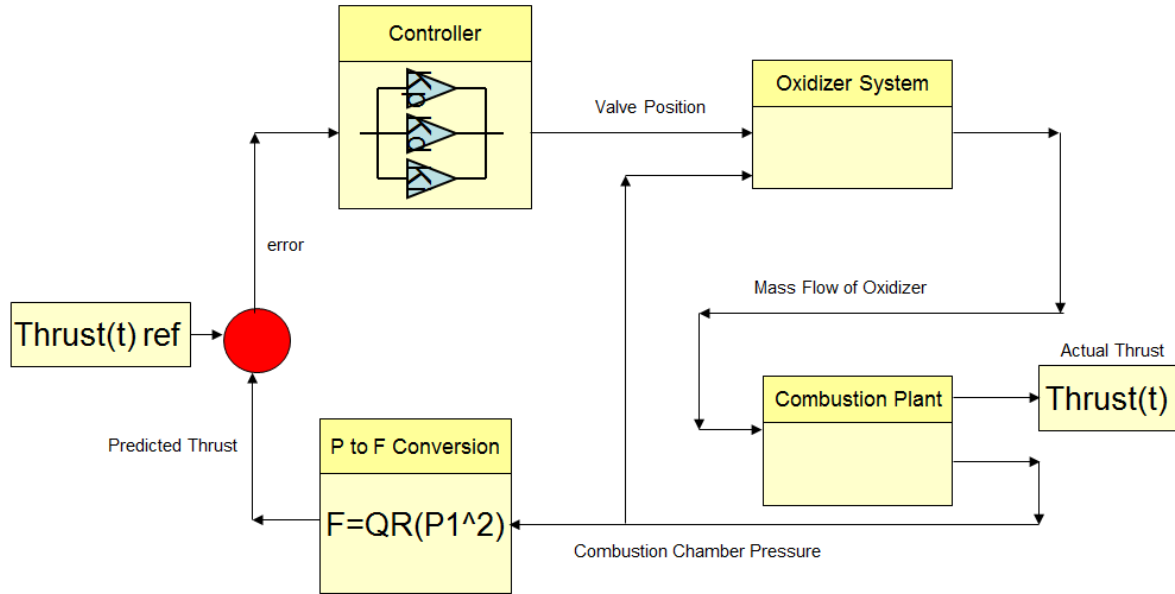 Controller
Kd
Kp
Ki
Oxidizer System
Valve Position
error
Mass Flow of Oxidizer
Thrust(t) ref
Actual Thrust
Thrust(t)
Combustion Plant
Predicted Thrust
P to F Conversion
F=QR(P1^2)
Combustion Chamber Pressure